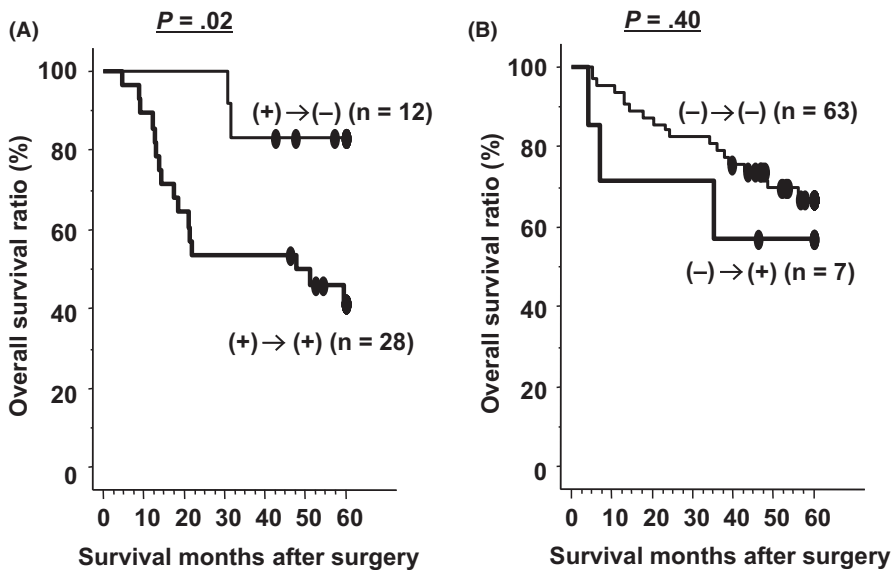 (A)
P = .02
100
80
60
40
20
0
Overall survival ratio (%)
(+)→(–) (n = 12)
(+)→ (+) (n = 28)
0 10 20 30 40 50 60
Survival months after surgery
(B)
P = .40
100
80
60
40
20
0
Overall survival ratio (%)
(–)→(–) (n = 63)
(–)→(+) (n = 7)
0 10 20 30 40 50 60
Survival months after surgery